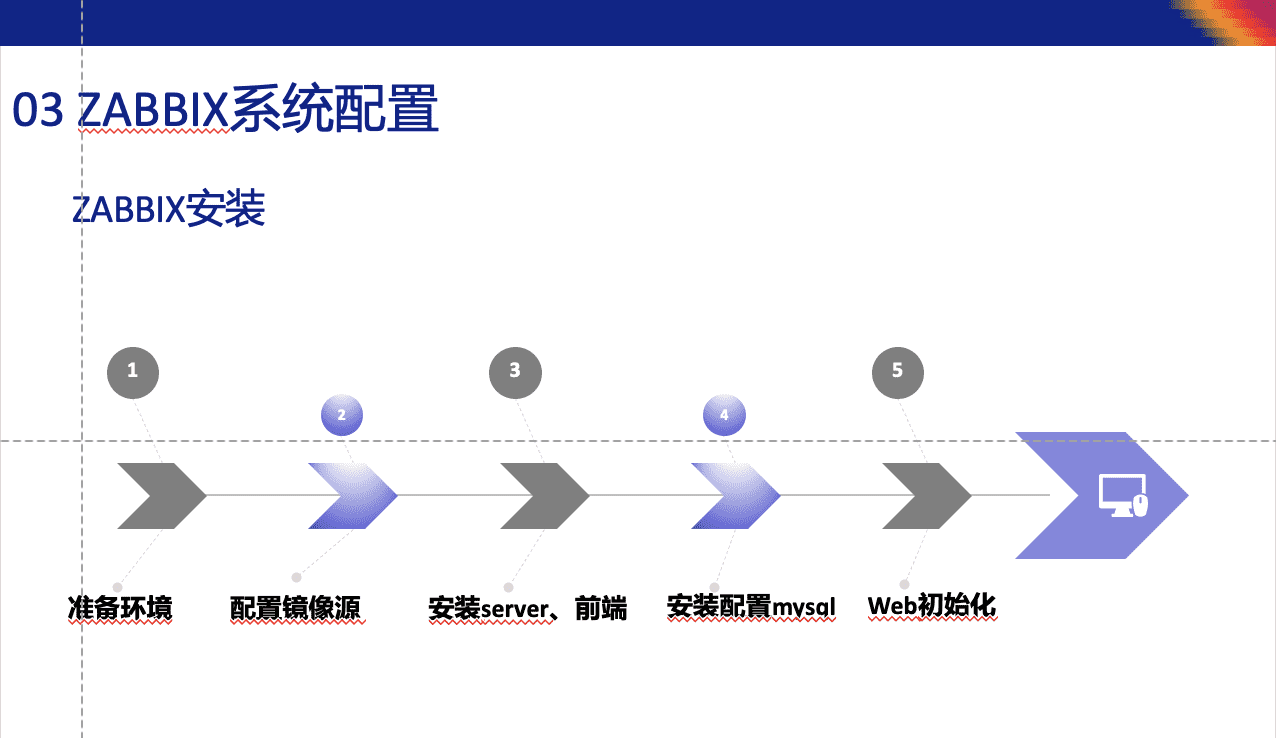 03 ZABBIX系统配置
ZABBIX安装
1
2
3
4
5
准备环境
配置镜像源
安装server、前端
安装配置mysql
Web初始化